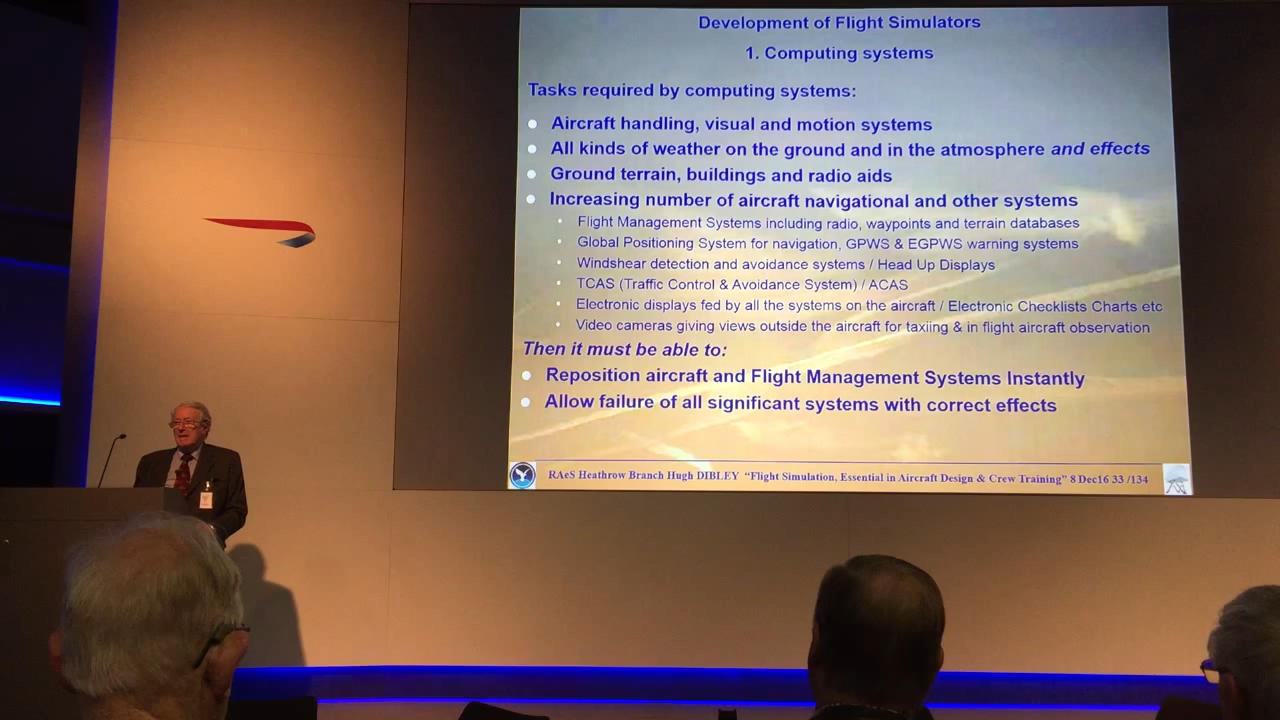 Development of Flight Simulators
1. Computing systems
Tasks required by computing systems:
● Aircraft handling, visual and motion systems
● All kinds of weather on the ground and in the atmosphere and effects
● Ground terrain, buildings and radio aids
● Increasing number of aircraft navigational and other systems
• Flight Management Systems including radio, waypoints and terrain databases
• Global Positioning System for navigation, GPWS & EGPWS warning systems
• Windshear detection and avoidance systems / Head Up Displays
• TCAS (Traffic Control & Avoidance System) / ACAS
• Electronic displays fed by all the systems on the aircraft / Electronic Checklists Charts etc
• Video cameras giving views outside the aircraft for taxiing & in flight aircraft observation
Then it must be able to:
● Reposition aircraft and Flight Management Systems Instantly
● Allow failure of all significant systems with correct effects
RAeS Heathrow Branch Hugh DIBLEY “Flight Simulation, Essential in Aircraft Design & Crew Training” 8 Dec16 33 /134